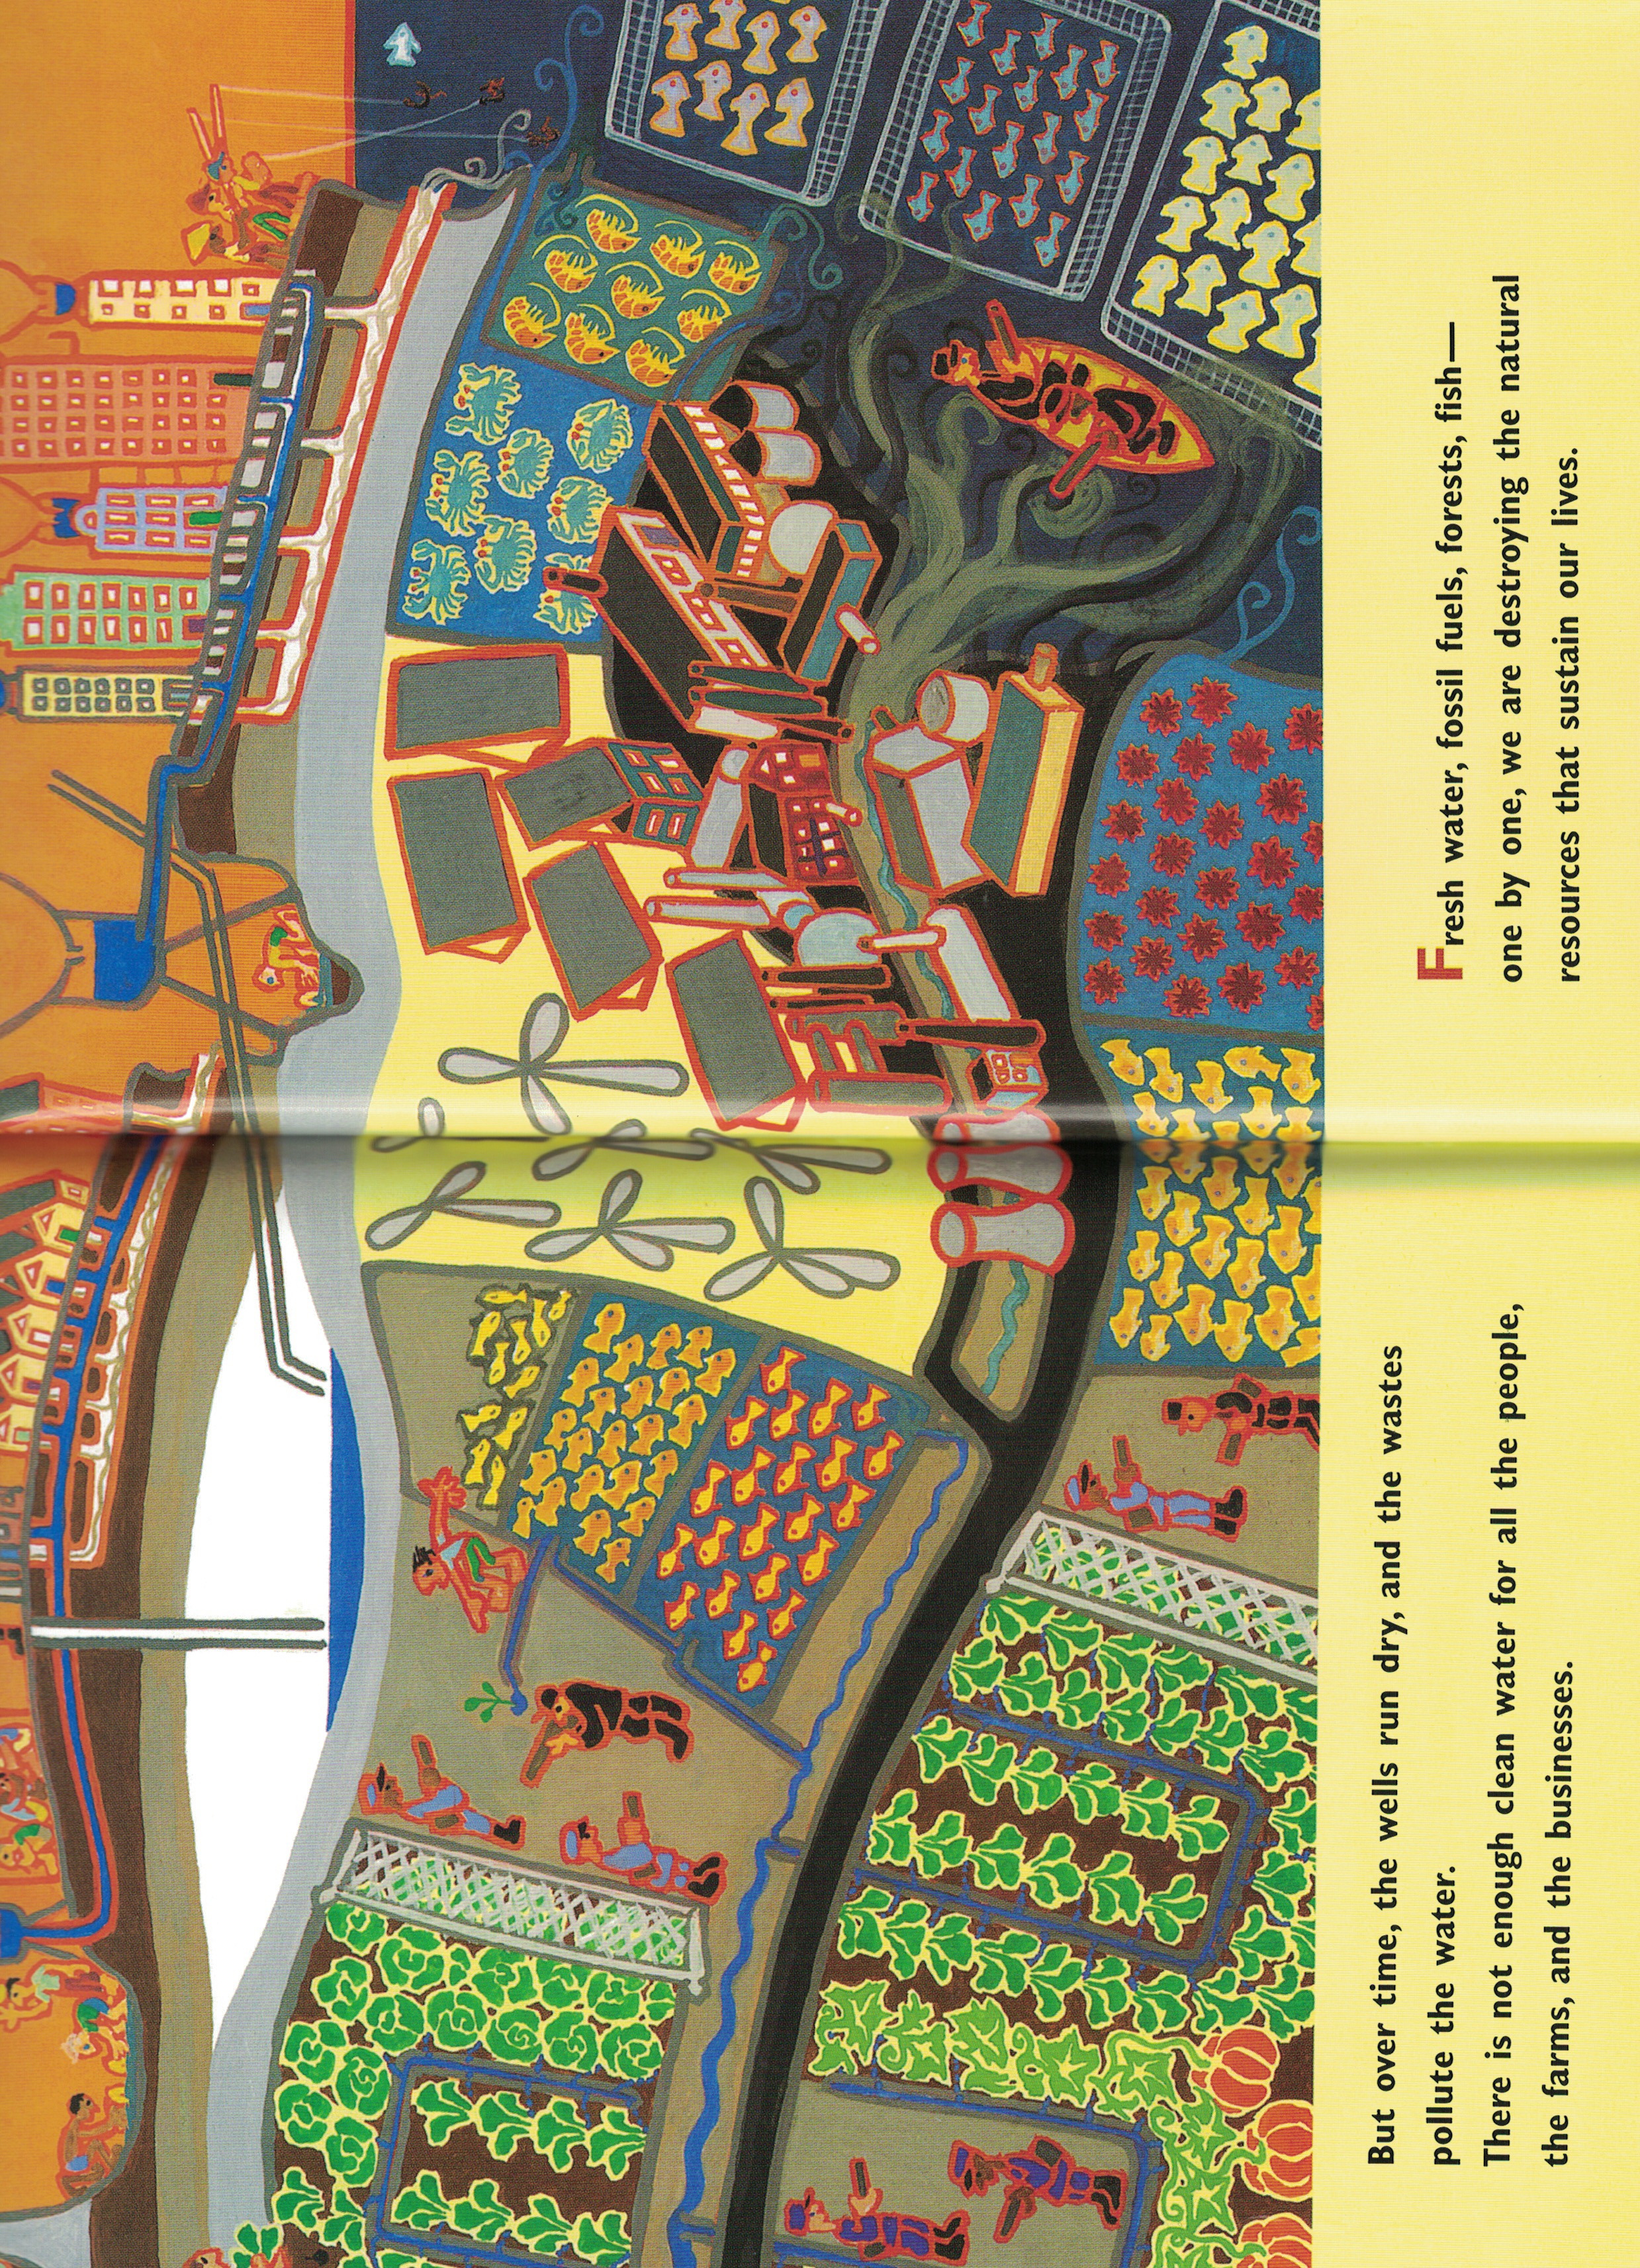 But over time, the wells run dry, and the wastes
pollute the water.
There is not enough clean water for all the people,
the farms, and the businesses.
Fresh water, fossil fuels, forests, fish—
one by one, we are destroying the natural
resources that sustain our lives.